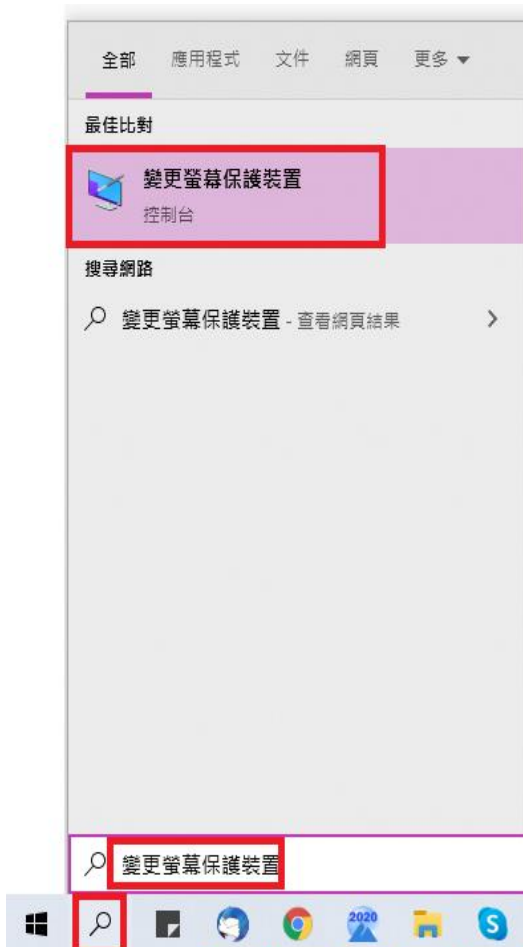 全部 應用程式 文件 網頁 更多
最佳比對
變更螢幕保護裝置
控制台
搜尋網路
變更螢幕保護裝置 - 查看網頁結果
變更螢幕保護裝置
2020
S